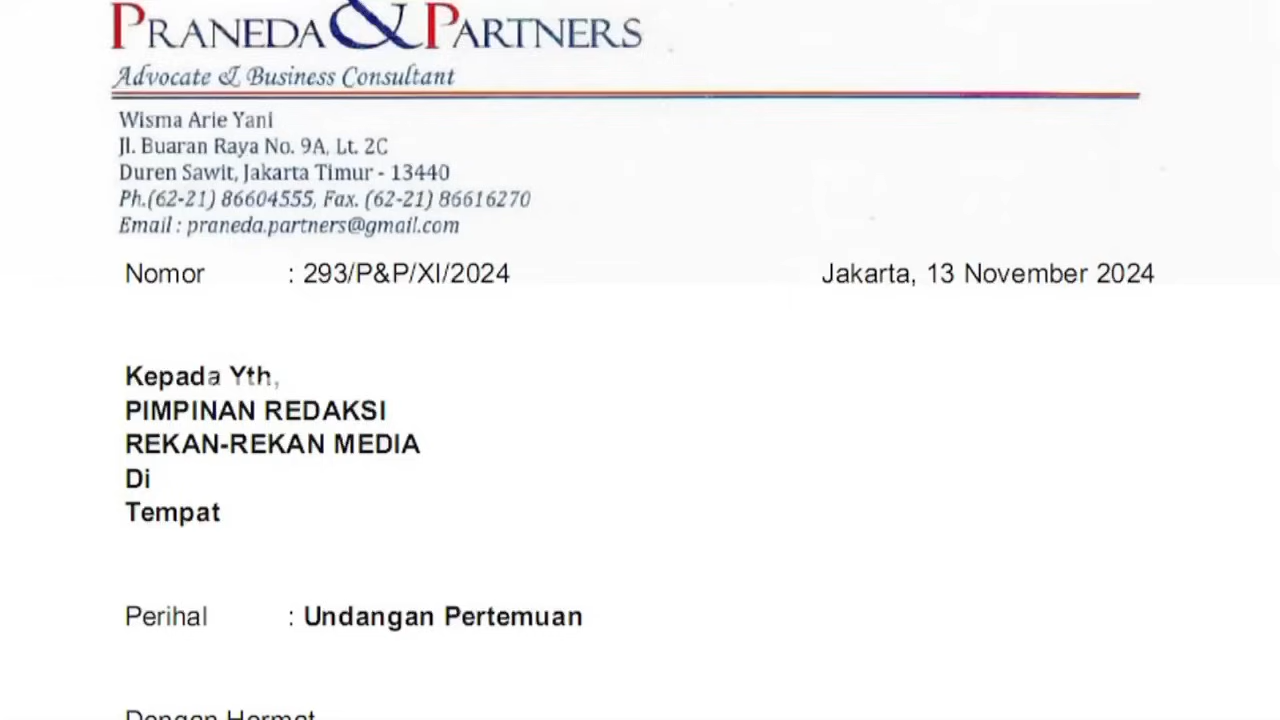 PRANEDA & PARTNERS
Advocate & Business Consultant
Wisma Arie Yani
Jl. Buaran Raya No. 9A, Lt. 2C
Duren Sawit, Jakarta Timur - 13440
Ph.(62-21) 86604555, Fax. (62-21) 86616270
Email : praneda.partners@gmail.com
Nomor : 293/P&P/XI/2024 Jakarta, 13 November 2024
Kepada Yth,
PIMPINAN REDAKSI
REKAN-REKAN MEDIA
Di
Tempat
Perihal : Undangan Pertemuan
Dengan Hormat